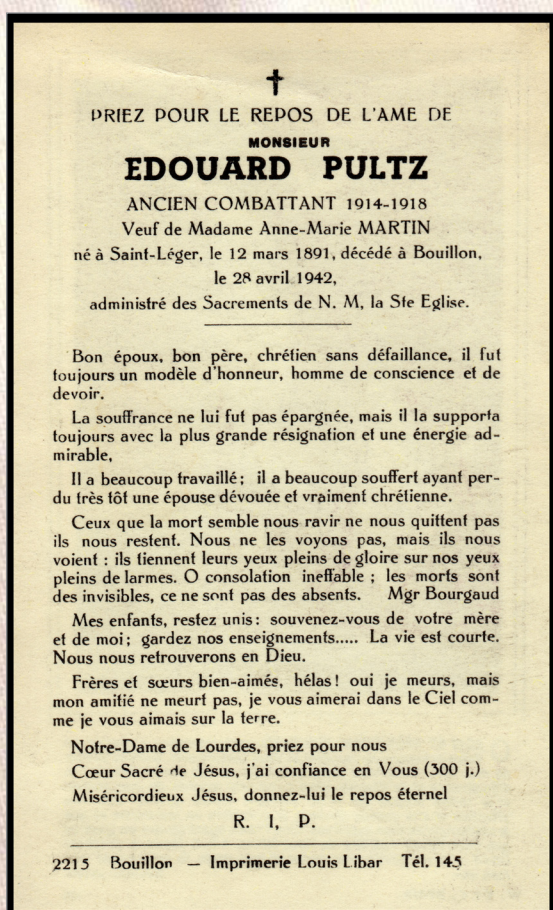 PRIEZ POUR LE REPOS DE L'AME DE
MONSIEUR
EDOUARD PULTZ
ANCIEN COMBATTANT 1914-1918
Veuf de Madame Anne-Marie MARTIN
né à Saint-Léger, le 12 mars 1891, décédé à Bouillon,
le 28 avril 1942,
administré des Sacrements de N. M, la Ste Eglise.
Bon époux, bon père, chrétien sans défaillance, il fut
toujours un modèle d'honneur, homme de conscience et de
devoir.
La souffrance ne lui fut pas épargnée, mais il la supporta
toujours avec la plus grande résignation et une énergie ad-
mirable,
Il a beaucoup travaillé ; il a beaucoup souffert ayant per-
du très tôt une épouse dévouée et vraiment chrétienne.
Ceux que la mort semble nous ravir ne nous quittent pas
ils nous restent. Nous ne les voyons pas, mais ils nous
voient : ils tiennent leurs yeux pleins de gloire sur nos yeux
pleins de larmes. O consolation ineffable ; les morts sont
des invisibles, ce ne sont pas des absents. Mgr Bourgaud
Mes enfants, restez unis : souvenez-vous de votre mère
et de moi ; gardez nos enseignements..... La vie est courte.
Nous nous retrouverons en Dieu.
Frères et sœurs bien-aimés, hélas ! oui je meurs, mais
mon amitié ne meurt pas, je vous aimerai dans le Ciel com-
me je vous aimais sur la terre.
Notre-Dame de Lourdes, priez pour nous
Cœur Sacré de Jésus, j'ai confiance en Vous (300 j.)
Miséricordieux Jésus, donnez-lui le repos éternel
R. I, P.
2215 Bouillon — Imprimerie Louis Libar Tél. 145